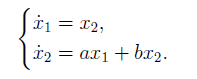 ẋ₁ = x₂,
ẋ₂ = ax₁ + bx₂.